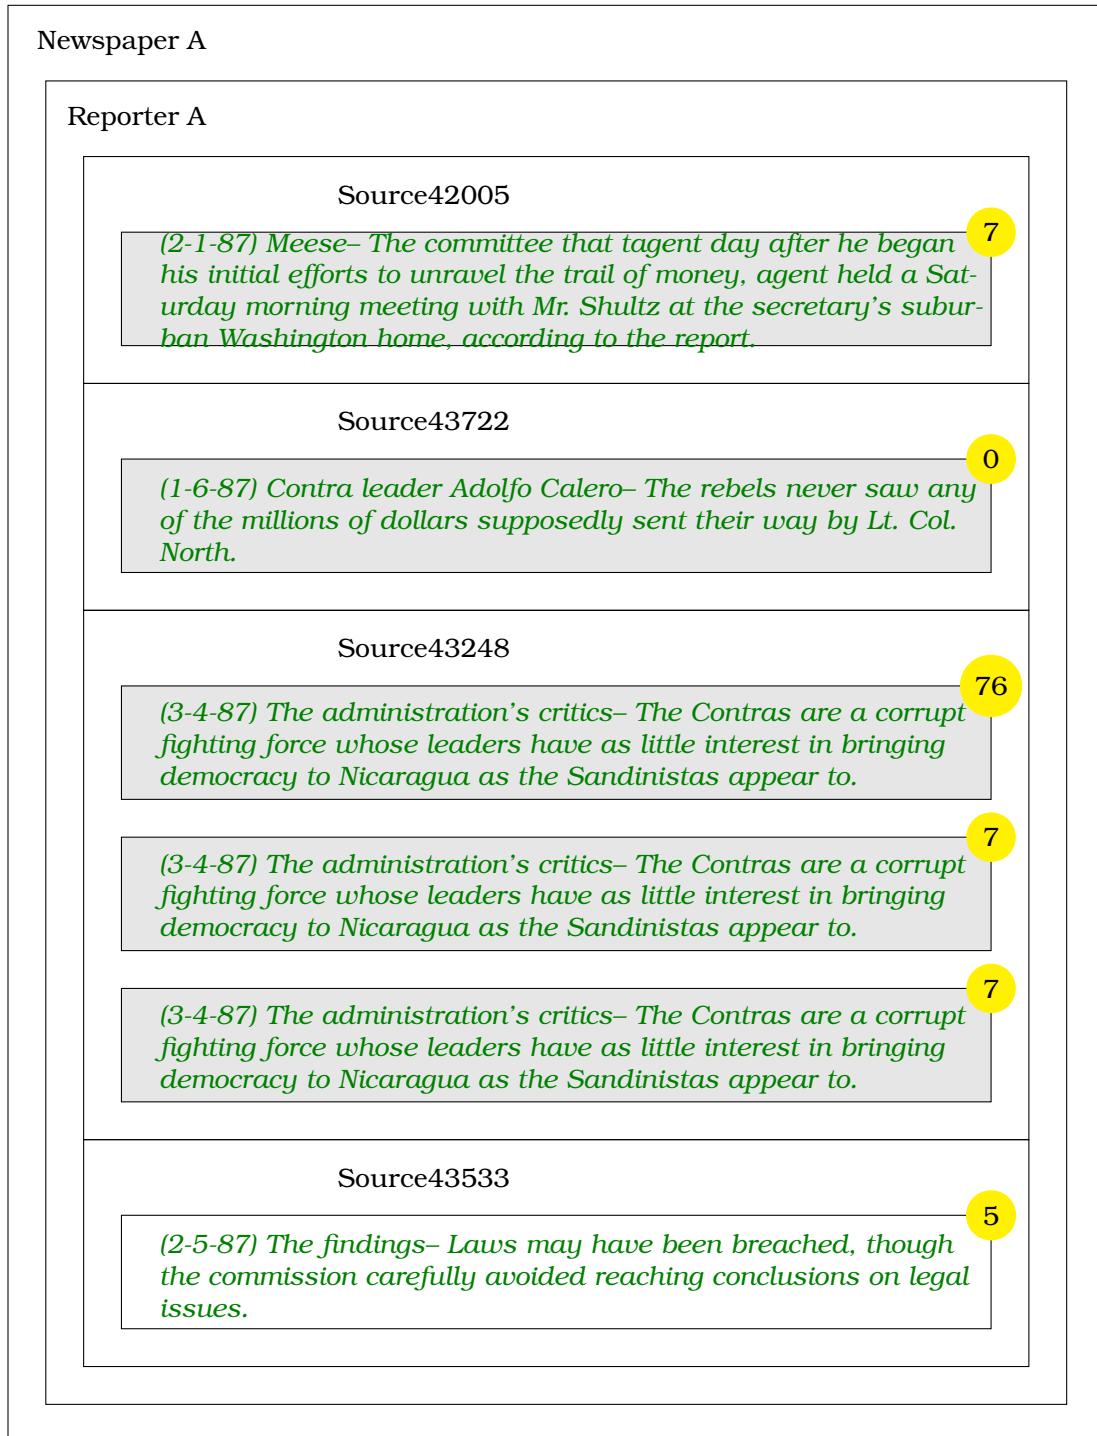 Newspaper A
Reporter A
Source42005
7
(2-1-87) Meese– The committee that tagent day after he began
his initial efforts to unravel the trail of money, agent held a Sat-
urday morning meeting with Mr. Shultz at the secretary's subur-
ban Washington home, according to the report.
Source43722
0
(1-6-87) Contra leader Adolfo Calero– The rebels never saw any
of the millions of dollars supposedly sent their way by Lt. Col.
North.
Source43248
76
(3-4-87) The administration's critics– The Contras are a corrupt
fighting force whose leaders have as little interest in bringing
democracy to Nicaragua as the Sandinistas appear to.
7
(3-4-87) The administration's critics– The Contras are a corrupt
fighting force whose leaders have as little interest in bringing
democracy to Nicaragua as the Sandinistas appear to.
7
(3-4-87) The administration's critics– The Contras are a corrupt
fighting force whose leaders have as little interest in bringing
democracy to Nicaragua as the Sandinistas appear to.
Source43533
5
(2-5-87) The findings– Laws may have been breached, though
the commission carefully avoided reaching conclusions on legal
issues.